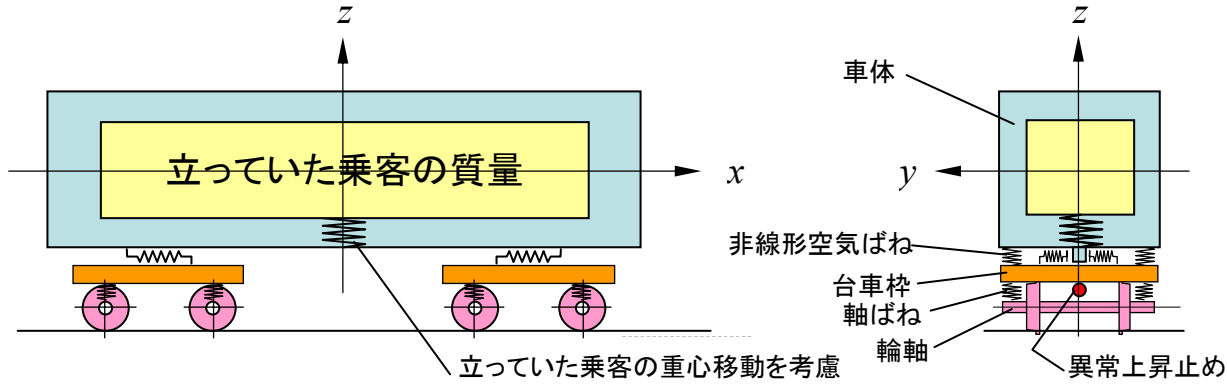 z
立っていた乗客の質量
x
立っていた乗客の重心移動を考慮
z
車体
y
非線形空気ばね
台車枠
軸ばね
輪軸
異常上昇止め